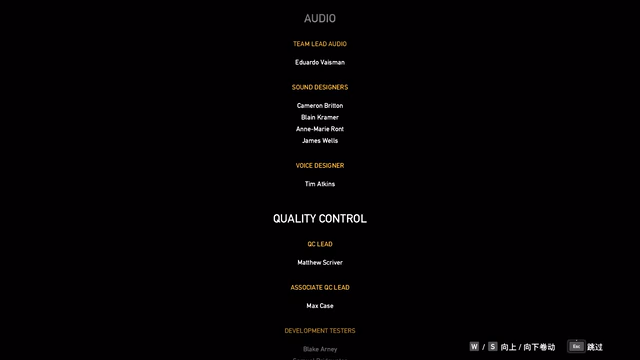 AUDIO
TEAM LEAD AUDIO
Eduardo Vaisman
SOUND DESIGNERS
Cameron Britton
Blain Kramer
Anne-Marie Ront
James Wells
VOICE DESIGNER
Tim Atkins
QUALITY CONTROL
QC LEAD
Matthew Scriver
ASSOCIATE QC LEAD
Max Case
DEVELOPMENT TESTERS
Blake Arney
W / S 向上 / 向下卷动 Esc 跳过